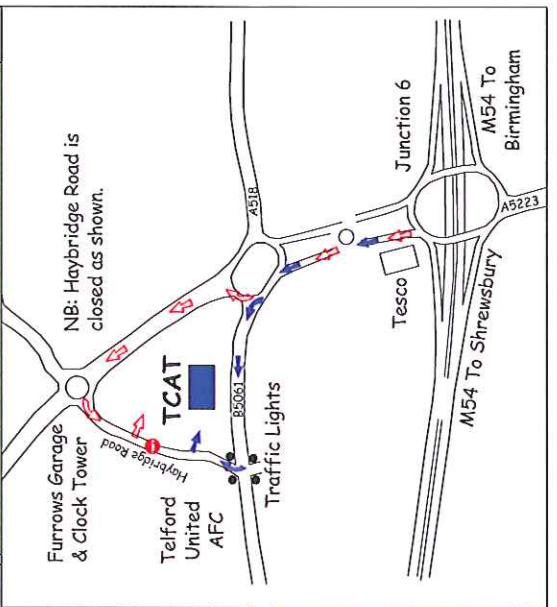 M54 To
Birmingham
Junction 6
A5223
M54 To Shrewsbury
Tesco
A518
NB: Haybridge Road is
closed as shown.
TCAT
B5061
Traffic Lights
Haybridge Road
Telford
United
AFC
Furrows Garage
& Clock Tower